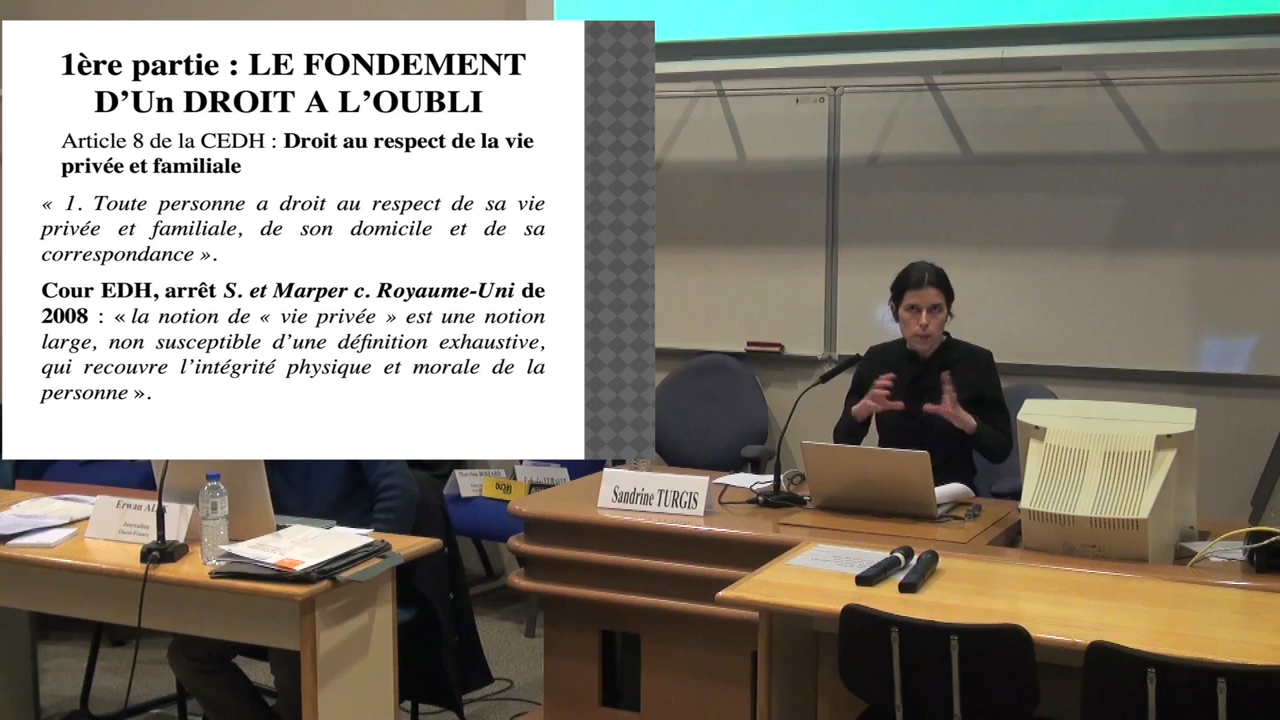 1ère partie : LE FONDEMENT
D'Un DROIT A L'OUBLI
Article 8 de la CEDH : Droit au respect de la vie
privée et familiale
« 1. Toute personne a droit au respect de sa vie
privée et familiale, de son domicile et de sa
correspondance ».
Cour EDH, arrêt S. et Marper c. Royaume-Uni de
2008 : « la notion de « vie privée » est une notion
large, non susceptible d'une définition exhaustive,
qui recouvre l'intégrité physique et morale de la
personne ».
Sandrine TURGIS
Erwan
Journaliste
Ouest-France